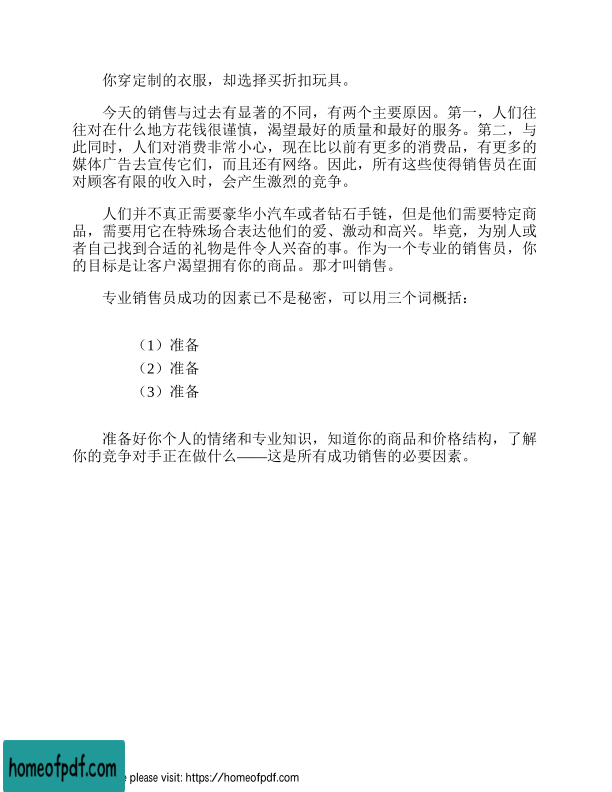 你穿定制的衣服，却选择买折扣玩具。
今天的销售与过去有显著的不同，有两个主要原因。第一，人们往
往对在什么地方花钱很谨慎，渴望最好的质量和最好的服务。第二，与
此同时，人们对消费非常小心，现在比以前有更多的消费品，有更多的
媒体广告去宣传它们，而且还有网络。因此，所有这些使得销售员在面
对顾客有限的收入时，会产生激烈的竞争。
人们并不真正需要豪华小汽车或者钻石手链，但是他们需要特定商
品，需要用它在特殊场合表达他们的爱、激动和高兴。毕竟，为别人或
者自己找到合适的礼物是件令人兴奋的事。作为一个专业的销售员，你
的目标是让客户渴望拥有你的商品。那才叫销售。
专业销售员成功的因素已不是秘密，可以用三个词概括：
（1）准备
（2）准备
（3）准备
准备好你个人的情绪和专业知识，知道你的商品和价格结构，了解
你的竞争对手正在做什么——这是所有成功销售的必要因素。
homeofpdf.com
e please visit: https://homeofpdf.com